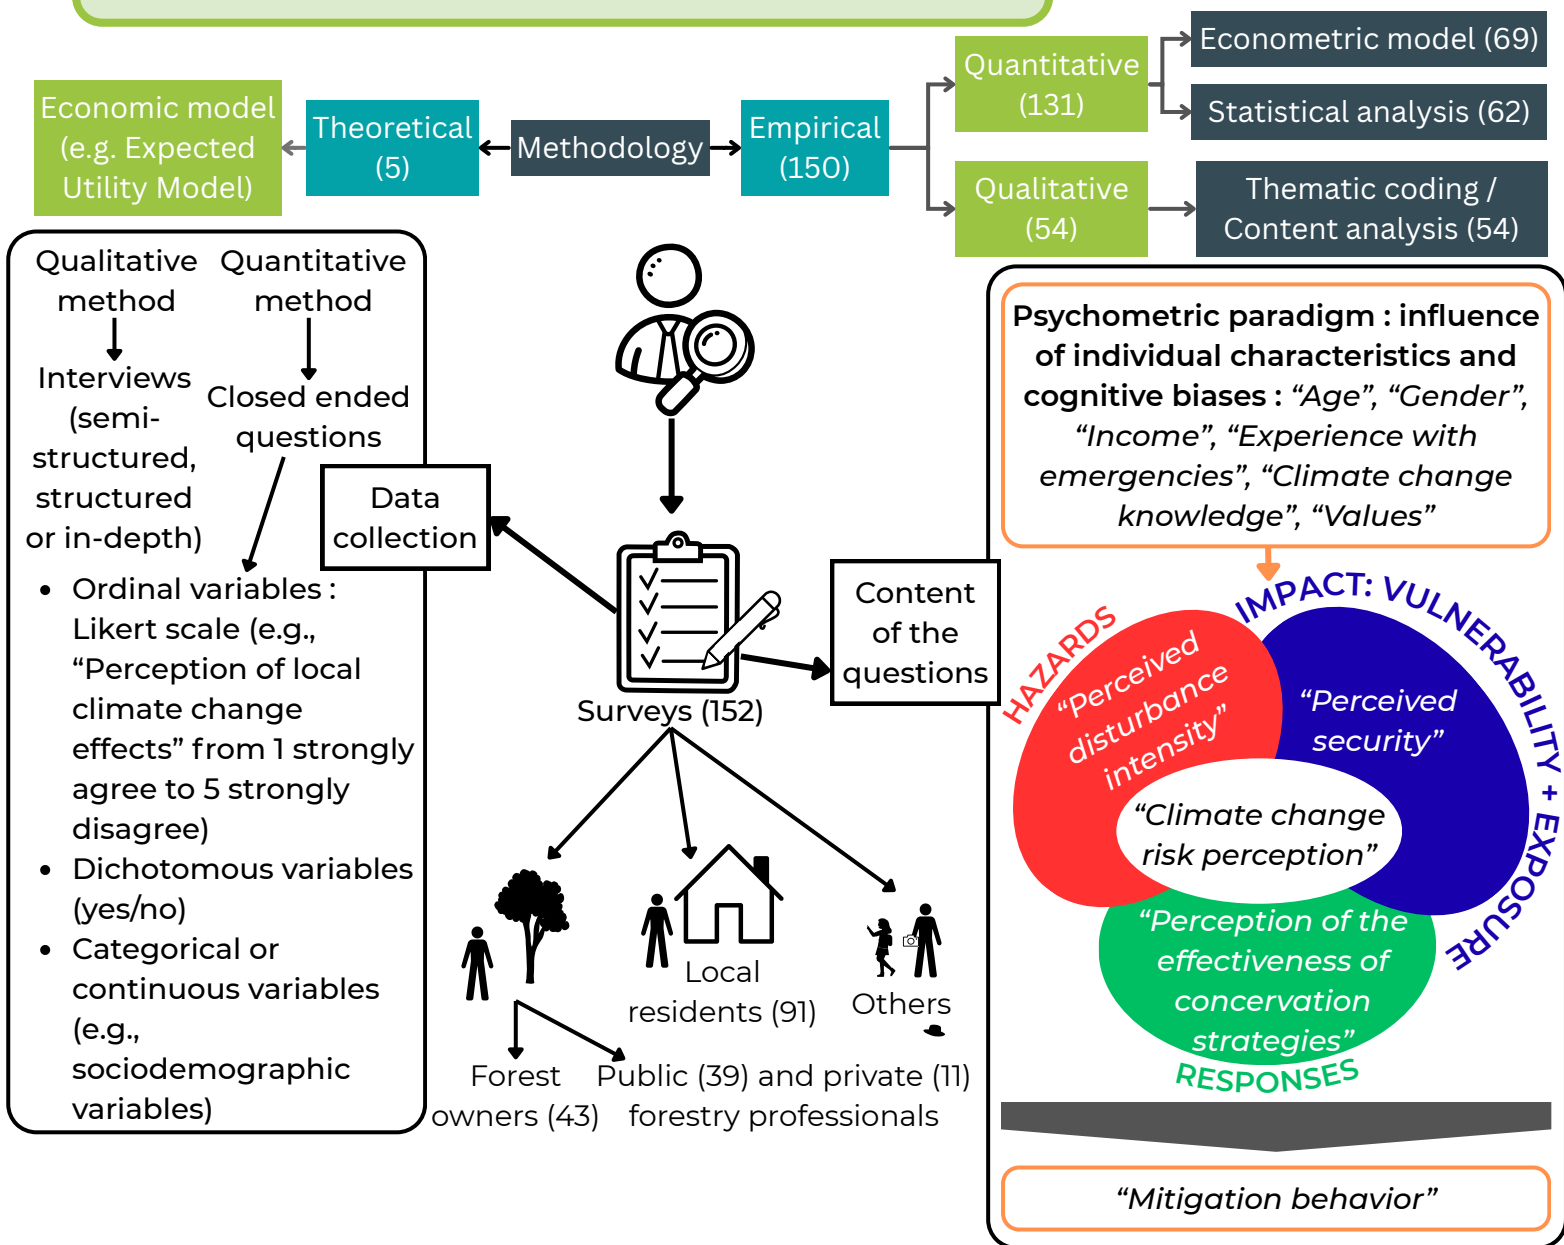 Economic model
(e.g. Expected
Utility Model)
Theoretical
(5)
Methodology
Empirical
(150)
Quantitative
(131)
Econometric model (69)
Statistical analysis (62)
Qualitative
(54)
Thematic coding /
Content analysis (54)
Qualitative
method
Quantitative
method
Interviews
(semi-
structured,
structured
or in-depth)
Closed ended
questions
• Ordinal variables :
Likert scale (e.g.,
“Perception of local
climate change
effects” from 1 strongly
agree to 5 strongly
disagree)
• Dichotomous variables
(yes/no)
• Categorical or
continuous variables
(e.g.,
sociodemographic
variables)
Data
collection
Surveys (152)
Content
of the
questions
Forest
owners (43)
Public (39) and private (11)
forestry professionals
Local
residents (91)
Others
Psychometric paradigm : influence
of individual characteristics and
cognitive biases : “Age”, “Gender”,
“Income”, “Experience with
emergencies”, “Climate change
knowledge”, “Values”
HAZARDS
IMPACT: VULNERABILITY + EXPOSURE
“Perceived
disturbance
intensity”
“Perceived
security”
“Climate change
risk perception”
“Perception of the
effectiveness of
concervation
strategies”
RESPONSES
“Mitigation behavior”